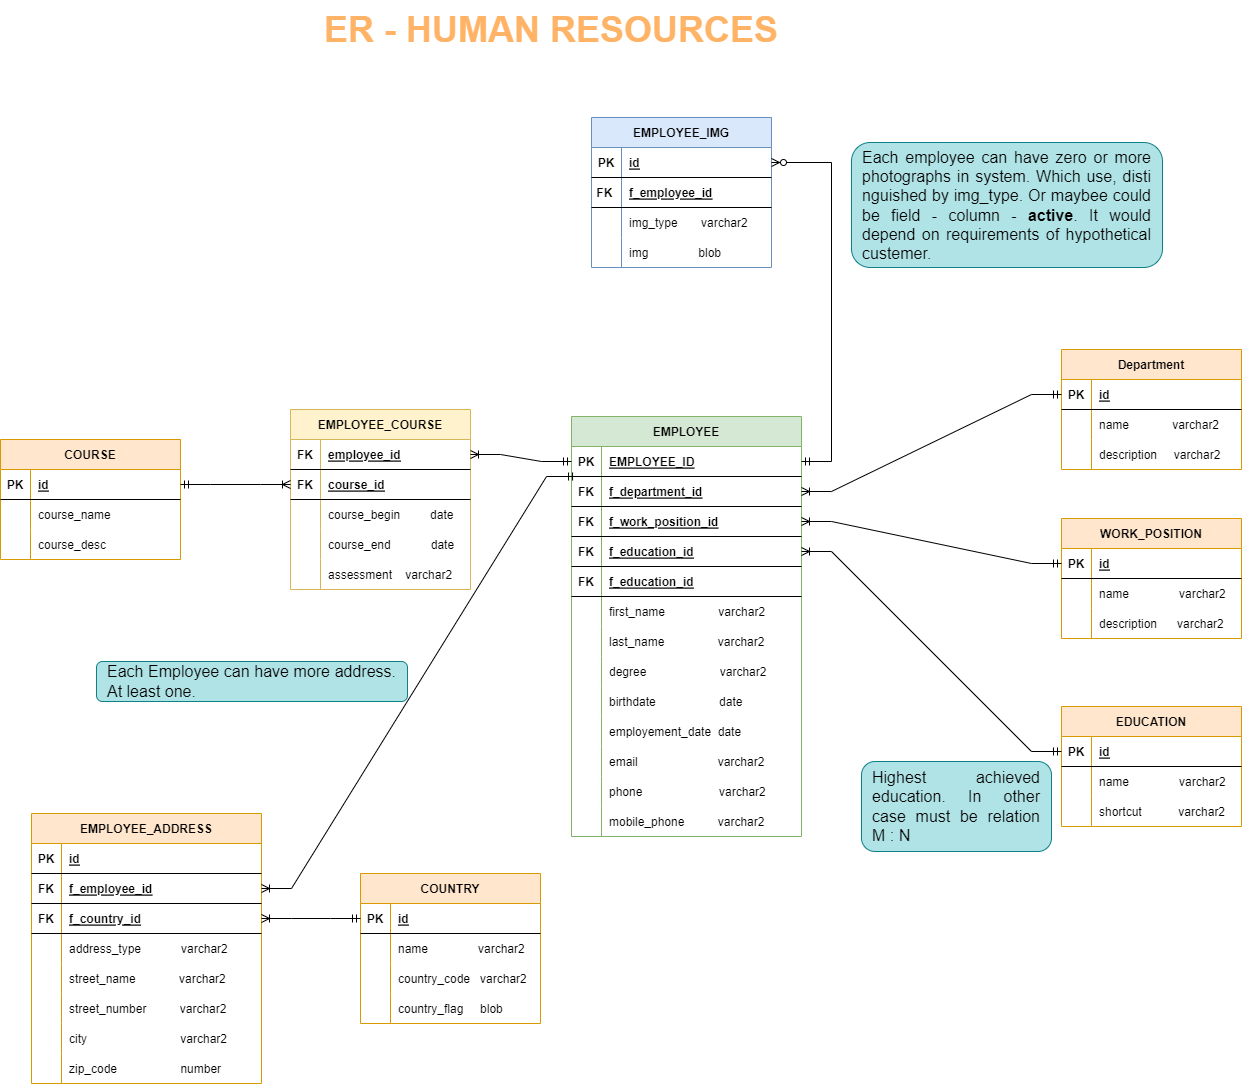 ER - HUMAN RESOURCES
EMPLOYEE_IMG
PK id
FK f_employee_id
img_type varchar2
img blob
Each employee can have zero or more
photographs in system. Which use, disti
nguished by img_type. Or maybee could
be field - column - active. It would
depend on requirements of hypothetical
custemer.
Department
PK id
name varchar2
description varchar2
EMPLOYEE_COURSE
FK employee_id
FK course_id
course_begin date
course_end date
assessment varchar2
COURSE
PK id
course_name
course_desc
EMPLOYEE
PK EMPLOYEE_ID
FK f_department_id
FK f_work_position_id
FK f_education_id
FK f_education_id
first_name varchar2
last_name varchar2
degree varchar2
birthdate date
employement_date date
email varchar2
phone varchar2
mobile_phone varchar2
WORK_POSITION
PK id
name varchar2
description varchar2
Each Employee can have more address.
At least one.
EDUCATION
PK id
name varchar2
shortcut varchar2
Highest achieved
education. In other
case must be relation
M : N
EMPLOYEE_ADDRESS
PK id
FK f_employee_id
FK f_country_id
address_type varchar2
street_name varchar2
street_number varchar2
city varchar2
zip_code number
COUNTRY
PK id
name varchar2
country_code varchar2
country_flag blob